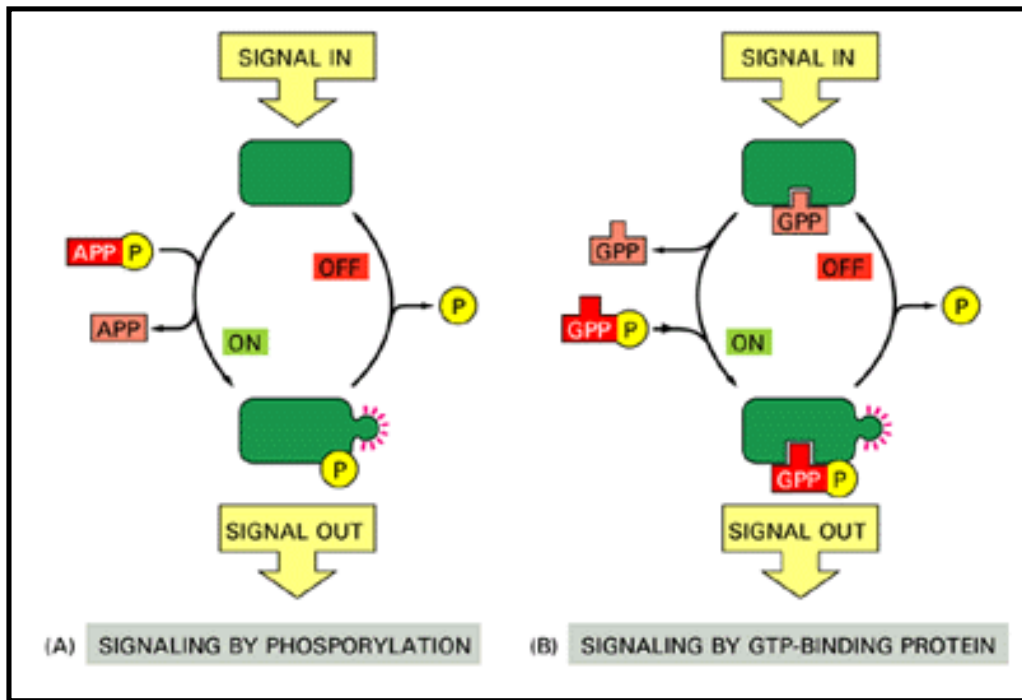 SIGNAL IN
APP P
APP
OFF
ON
P
P
SIGNAL OUT
(A) SIGNALING BY PHOSPORYLATION
SIGNAL IN
GPP
GPP
GPP P
OFF
ON
P
GPP P
SIGNAL OUT
(B) SIGNALING BY GTP-BINDING PROTEIN